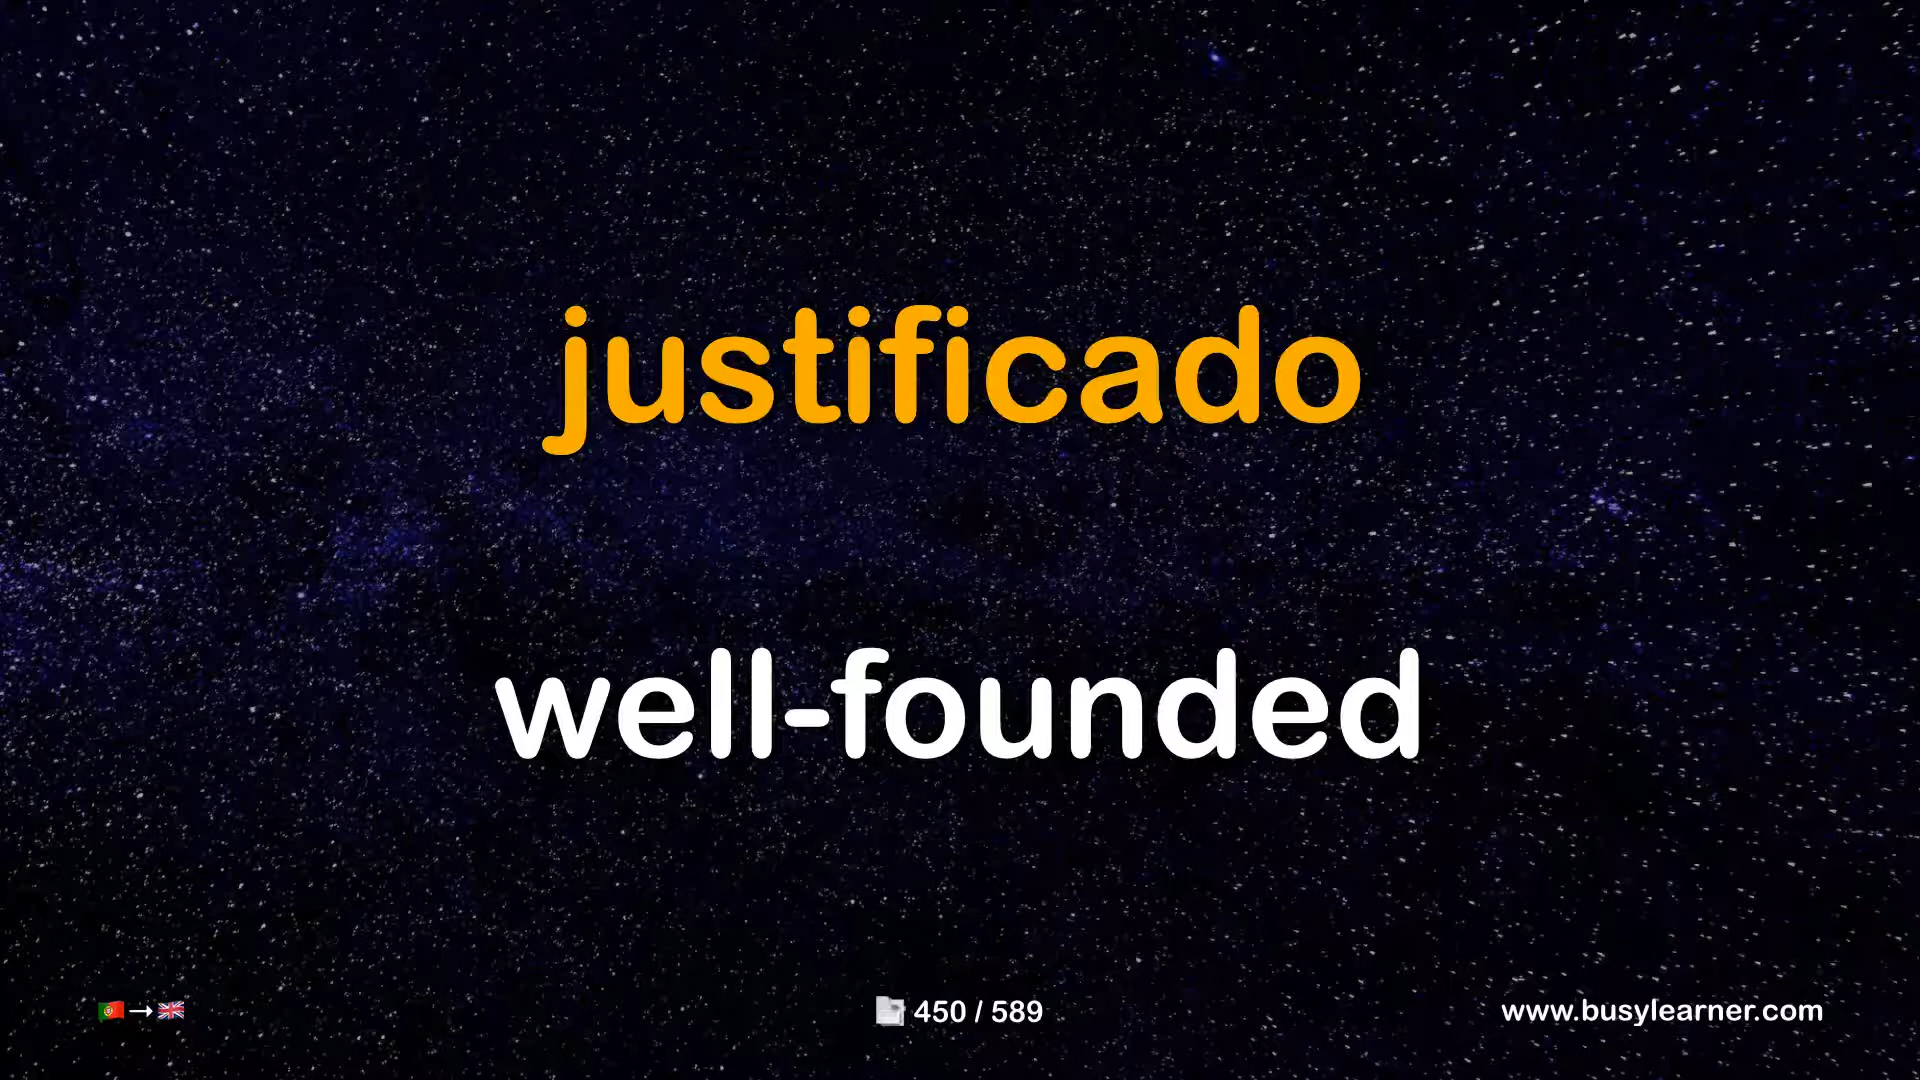 justificado
well-founded
🇵🇹→🇬🇧
450 / 589
www.busylearner.com